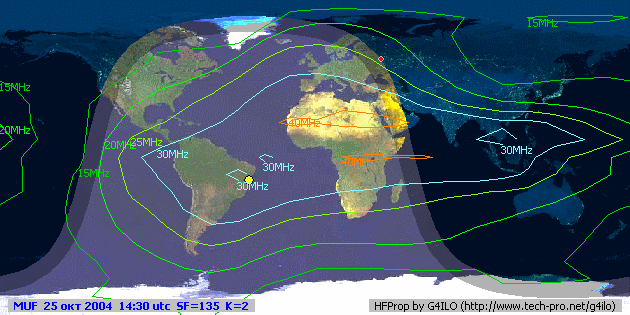 15MHz
15MHz
20MHz
40MHz
20MHz
25MHz
30MHz
30MHz
30MHz
15MHz
30MHz
MUF 25 окт 2004 14:30 utc SF=135 K=2
HFProp by G4ILO (http://www.tech-pro.net/g4ilo)